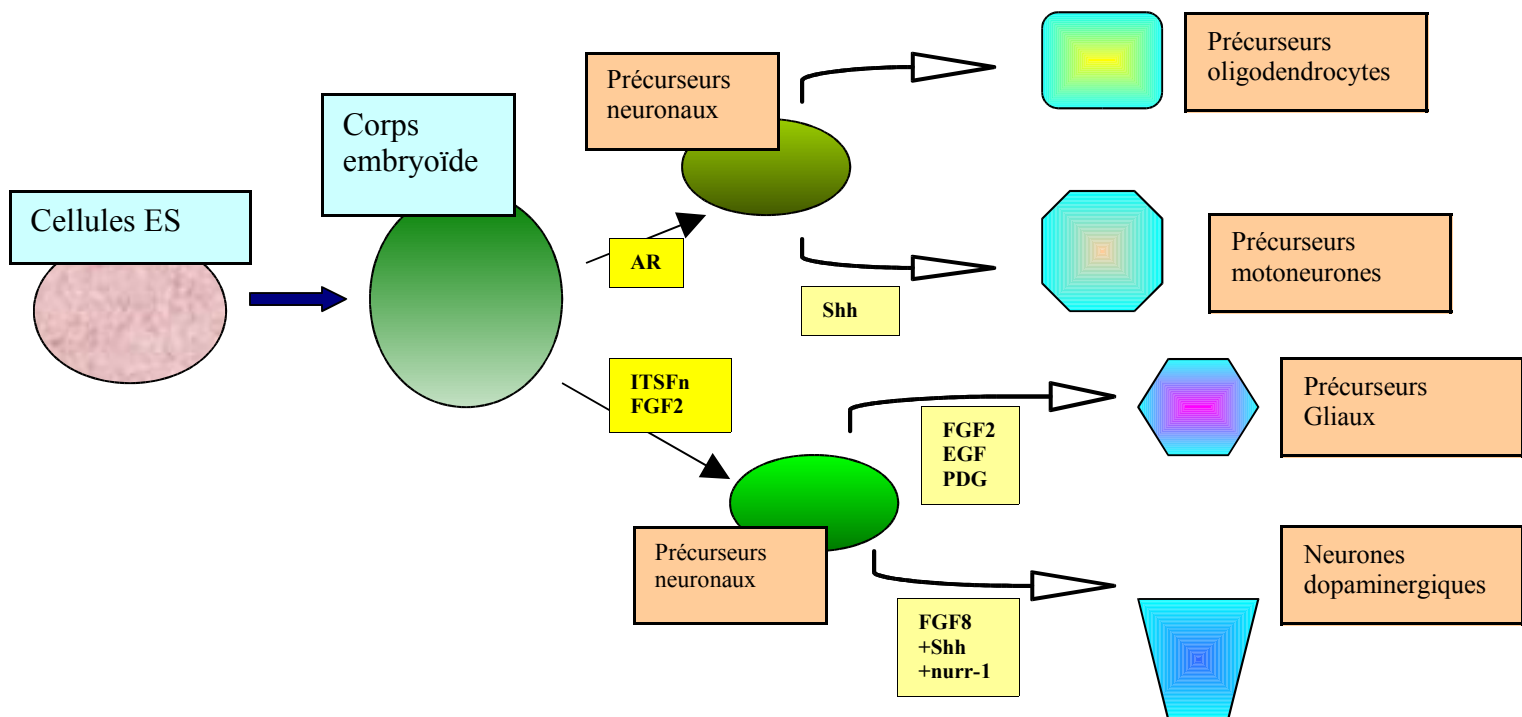 Cellules ES
Corps
embryoïde
Précurseurs
neuronaux
AR
Précurseurs
oligodendrocytes
Shh
Précurseurs
motoneurones
ITSFn
FGF2
Précurseurs
neuronaux
FGF2
EGF
PDG
Précurseurs
Gliaux
FGF8
+Shh
+nurr-1
Neurones
dopaminergiques